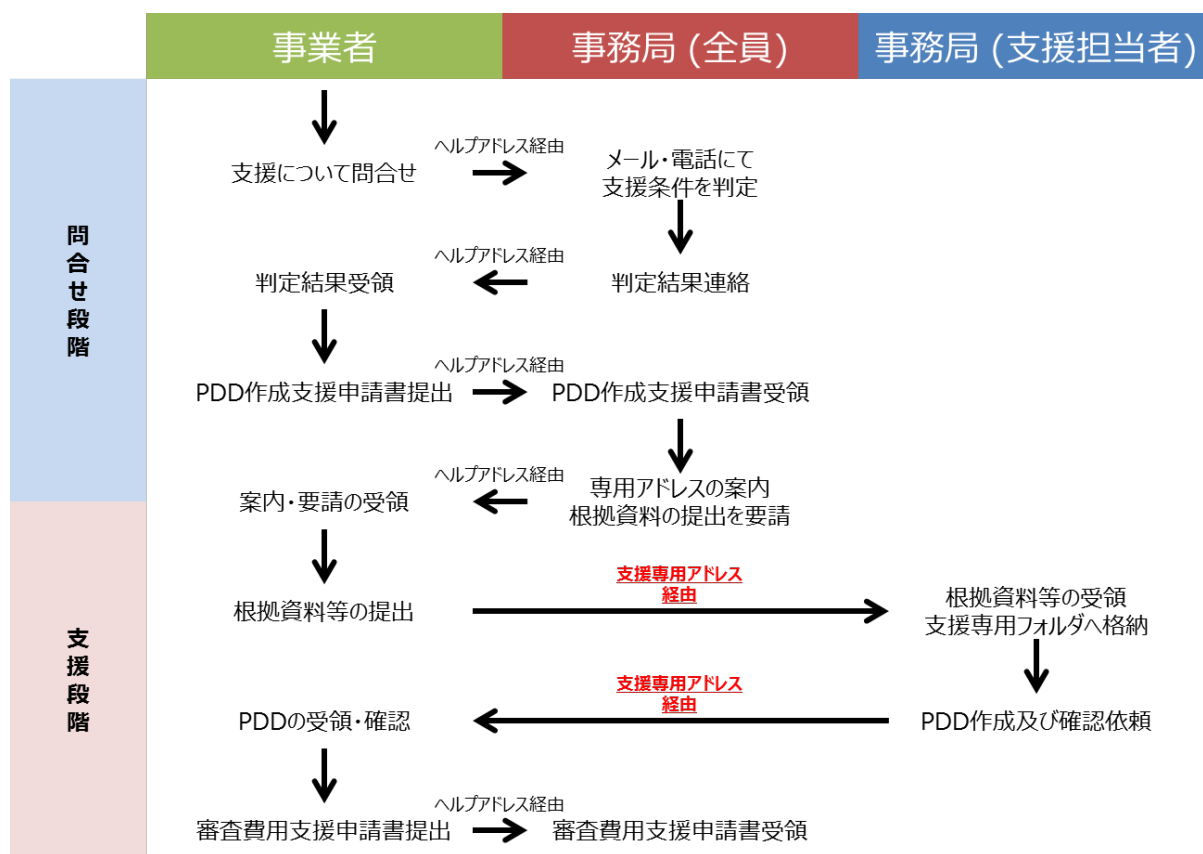 事業者
事務局 (全員)
事務局 (支援担当者)
問合せ段階
支援について問合せ
ヘルプアドレス経由
メール・電話にて
支援条件を判定
判定結果受領
ヘルプアドレス経由
判定結果連絡
PDD作成支援申請書提出
ヘルプアドレス経由
PDD作成支援申請書受領
案内・要請の受領
ヘルプアドレス経由
専用アドレスの案内
根拠資料の提出を要請
支援段階
根拠資料等の提出
支援専用アドレス
経由
根拠資料等の受領
支援専用フォルダへ格納
PDDの受領・確認
支援専用アドレス
経由
PDD作成及び確認依頼
審査費用支援申請書提出
ヘルプアドレス経由
審査費用支援申請書受領